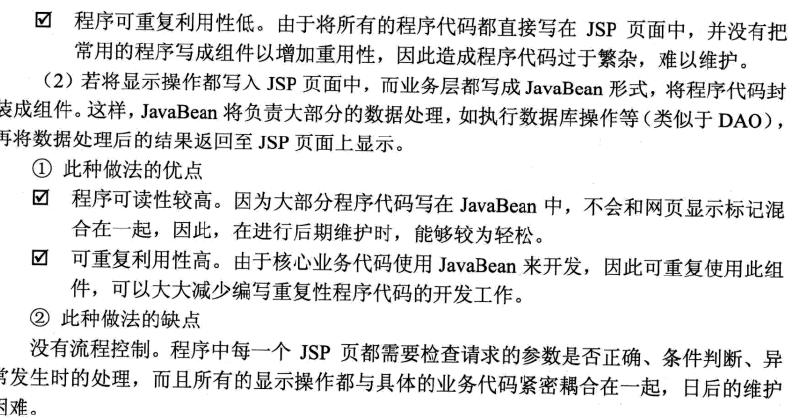 ☑ 程序可重复利用性低。由于将所有的程序代码都直接写在 JSP 页面中，并没有把
常用的程序写成组件以增加重用性，因此造成程序代码过于繁杂，难以维护。
（2）若将显示操作都写入 JSP 页面中，而业务层都写成 JavaBean 形式，将程序代码封
装成组件。这样，JavaBean 将负责大部分的数据处理，如执行数据库操作等（类似于 DAO），
再将数据处理后的结果返回至 JSP 页面上显示。
① 此种做法的优点
☑ 程序可读性较高。因为大部分程序代码写在 JavaBean 中，不会和网页显示标记混
合在一起，因此，在进行后期维护时，能够较为轻松。
☑ 可重复利用性高。由于核心业务代码使用 JavaBean 来开发，因此可重复使用此组
件，可以大大减少编写重复性程序代码的开发工作。
② 此种做法的缺点
没有流程控制。程序中每一个 JSP 页都需要检查请求的参数是否正确、条件判断、异
常发生时的处理，而且所有的显示操作都与具体的业务代码紧密耦合在一起，日后的维护
困难。